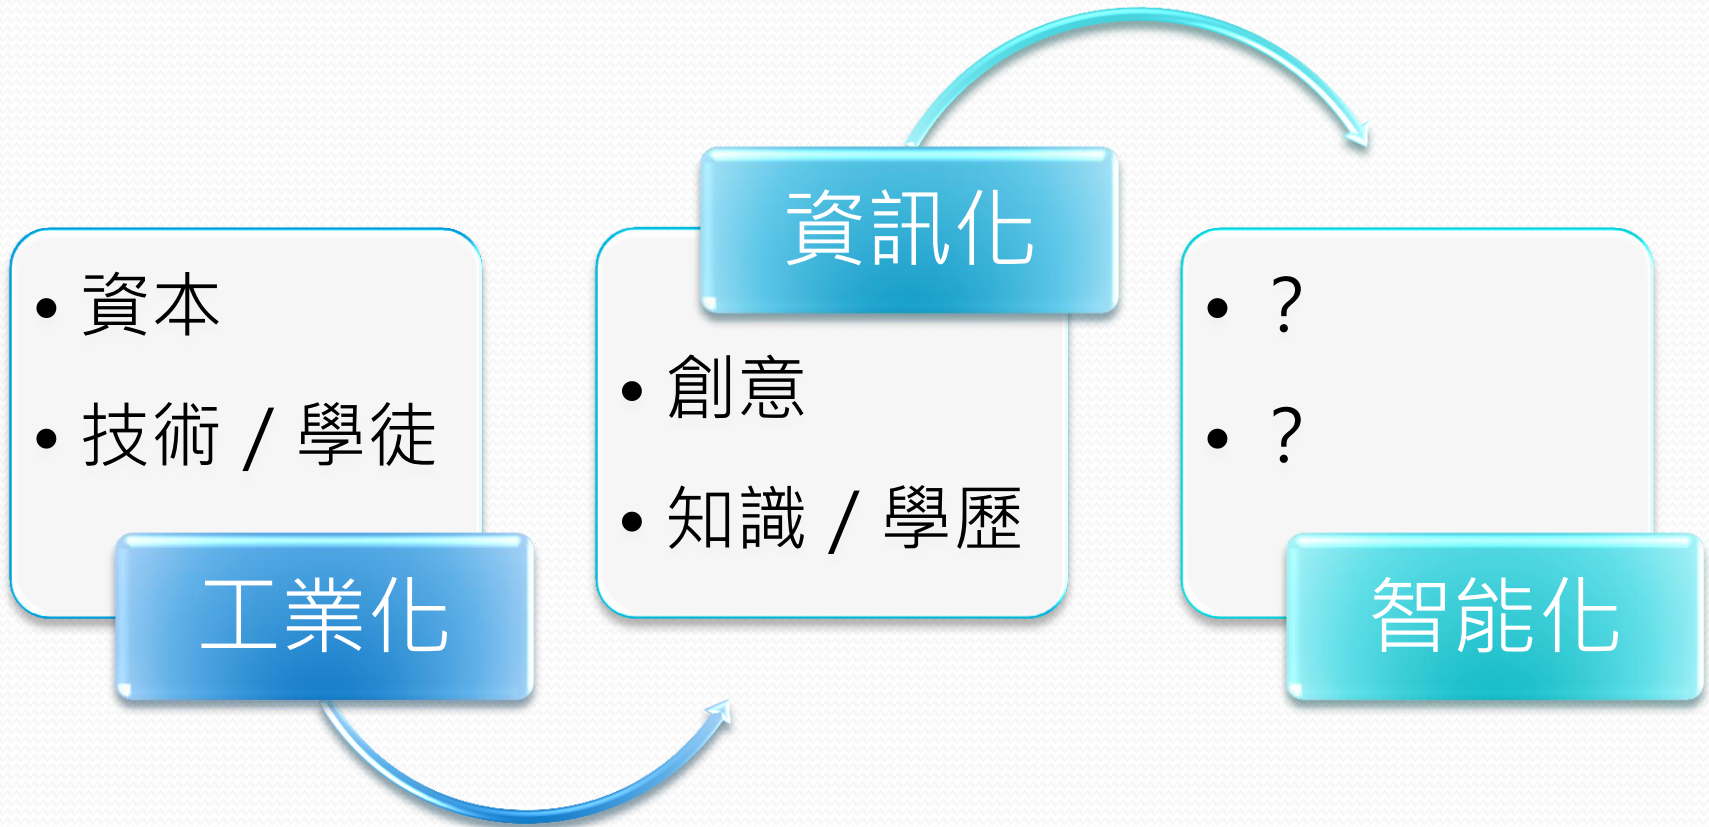 • 資本
• 技術 / 學徒
工業化
資訊化
• 創意
• 知識 / 學歷
• ？
• ？
智能化